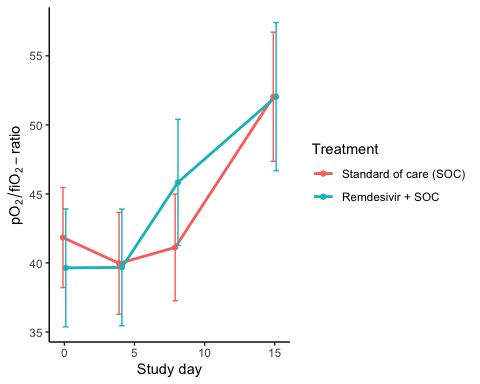 55
50
45
40
35
pO₂/fiO₂ – ratio
0
5
10
15
Study day
Treatment
Standard of care (SOC)
Remdesivir + SOC